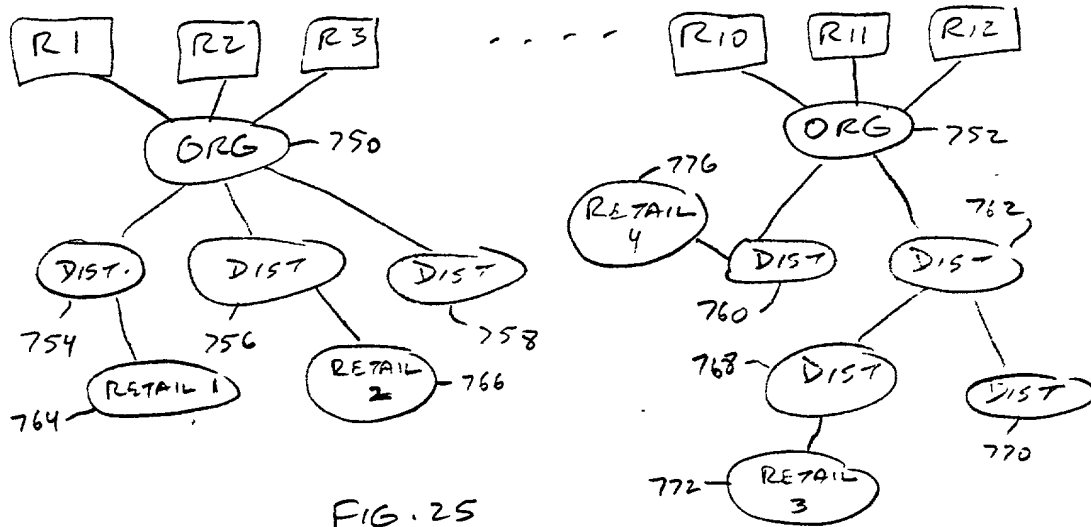 R1 R2 R3 . . . . R10 R11 R12
ORG 750 ORG 752
776
RETAIL 4
762
DIST. DIST DIST DIST DIST
754 756 758 760
RETAIL 1 RETAIL 2 766 768 DIST DIST
764 770
772 RETAIL 3
FIG. 25